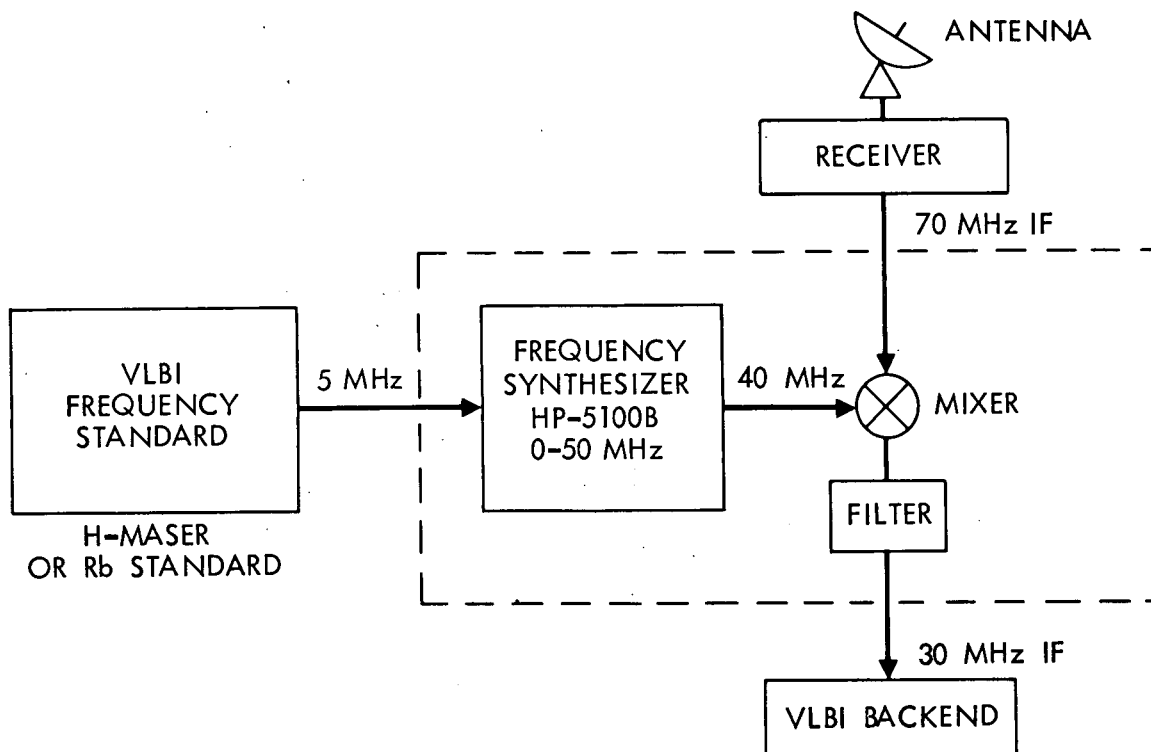 ANTENNA
RECEIVER
70 MHz IF
VLBI
FREQUENCY
STANDARD
5 MHz
FREQUENCY
SYNTHESIZER
HP-5100B
0-50 MHz
40 MHz
MIXER
FILTER
H-MASER
OR Rb STANDARD
30 MHz IF
VLBI BACKEND